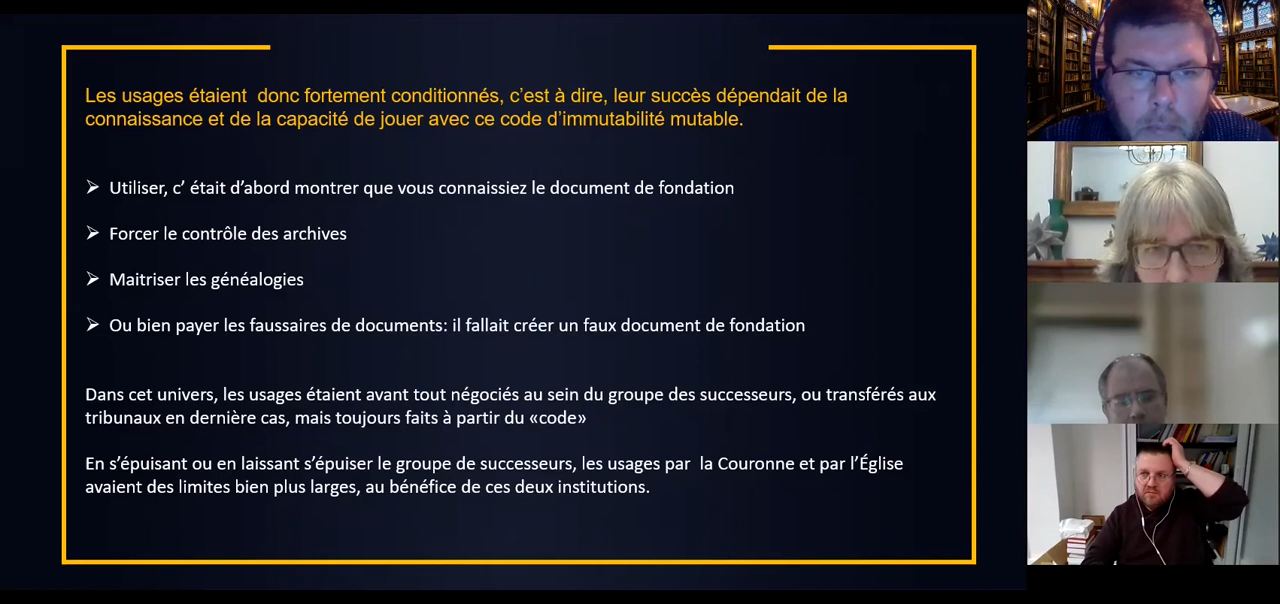 Les usages étaient  donc fortement conditionnés, c’est à dire, leur succès dépendait de la
connaissance et de la capacité de jouer avec ce code d’immutabilité mutable.
Utiliser, c’ était d’abord montrer que vous connaissiez le document de fondation
Forcer le contrôle des archives
Maitriser les généalogies
Ou bien payer les faussaires de documents: il fallait créer un faux document de fondation
Dans cet univers, les usages étaient avant tout négociés au sein du groupe des successeurs, ou transférés aux
tribunaux en dernière cas, mais toujours faits à partir du «code»
En s’épuisant ou en laissant s’épuiser le groupe de successeurs, les usages par  la Couronne et par l’Église
avaient des limites bien plus larges, au bénéfice de ces deux institutions.